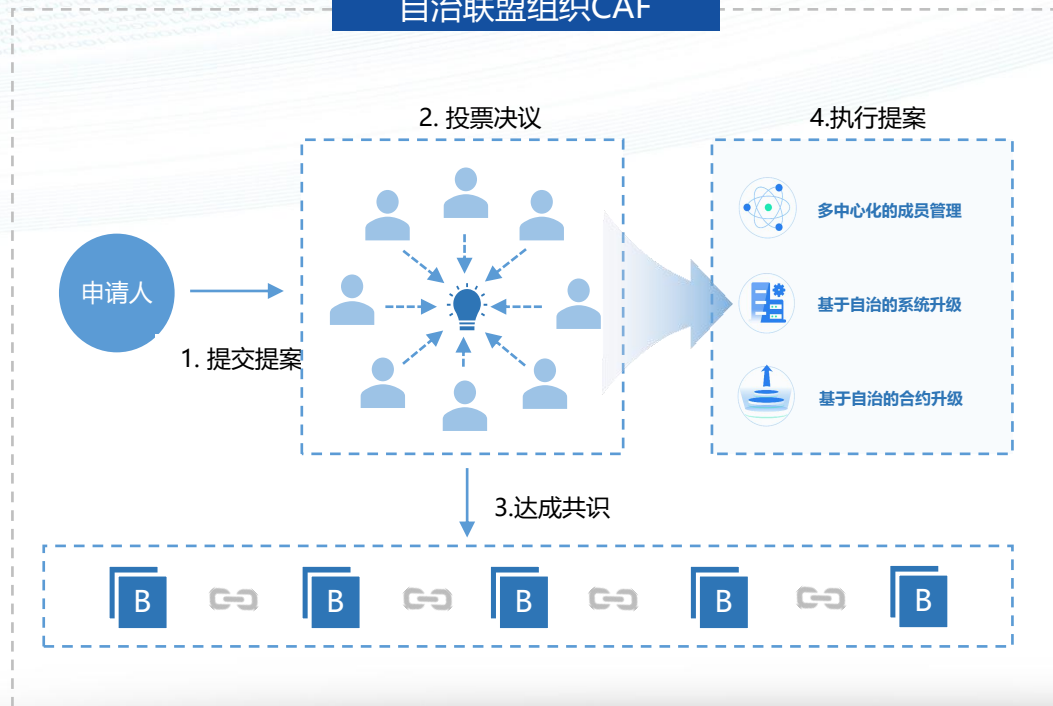 自治联盟组织CAF
2. 投票决议
4.执行提案
多中心化的成员管理
申请人
基于自治的系统升级
1. 提交提案
基于自治的合约升级
3.达成共识
B
B
B
B
B